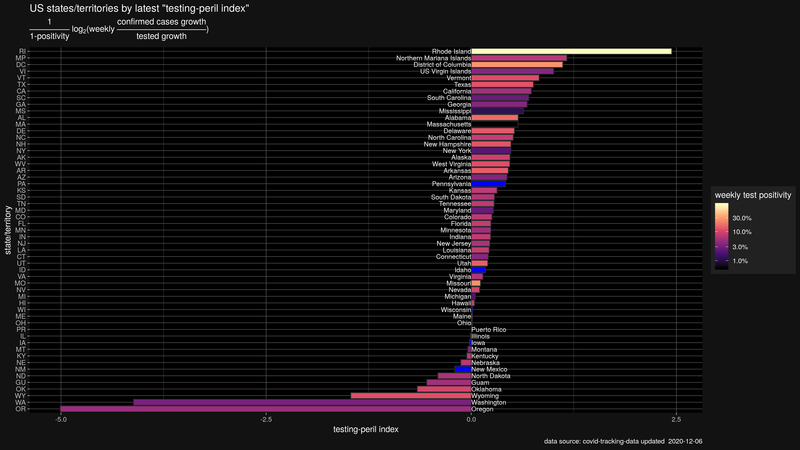 US states/territories by latest "testing-peril index"
1
1-positivity
log2(weekly
confirmed cases growth
tested growth
)
state/territory
RI Rhode Island
MP Northern Mariana Islands
DC District of Columbia
VI US Virgin Islands
VT Vermont
TX Texas
CA California
SC South Carolina
GA Georgia
MS Mississippi
AL Alabama
MA Massachusetts
DE Delaware
NC North Carolina
NH New Hampshire
NY New York
AK Alaska
WV West Virginia
AR Arkansas
AZ Arizona
PA Pennsylvania
KS Kansas
SD South Dakota
TN Tennessee
MD Maryland
CO Colorado
FL Florida
MN Minnesota
IN Indiana
NJ New Jersey
LA Louisiana
CT Connecticut
UT Utah
ID Idaho
VA Virginia
MO Missouri
NV Nevada
MI Michigan
HI Hawaii
WI Wisconsin
ME Maine
OH Ohio
PR Puerto Rico
IL Illinois
IA Iowa
MT Montana
KY Kentucky
NE Nebraska
NM New Mexico
ND North Dakota
GU Guam
OK Oklahoma
WY Wyoming
WA Washington
OR Oregon
-5.0 -2.5 0.0 2.5
testing-peril index
weekly test positivity
30.0%
10.0%
3.0%
1.0%
data source: covid-tracking-data updated 2020-12-06